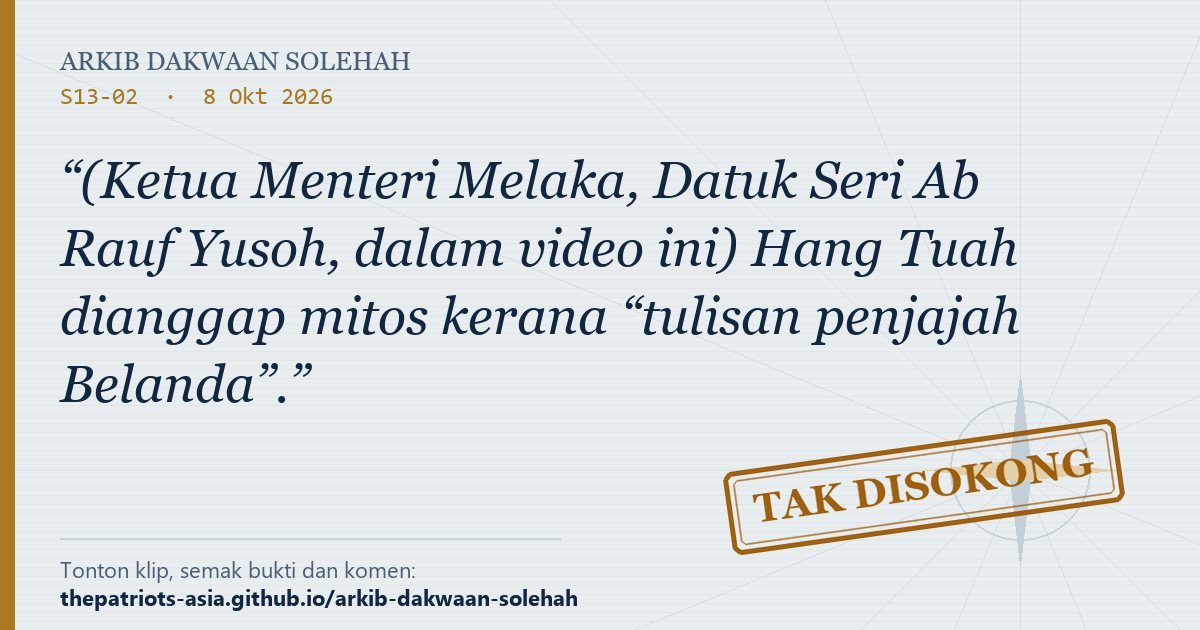 ARKIB DAKWAAN SOLEHAH
S13-02 · 8 Okt 2026
“(Ketua Menteri Melaka, Datuk Seri Ab
Rauf Yusoh, dalam video ini) Hang Tuah
dianggap mitos kerana “tulisan penjajah
Belanda”.”
TAK DISOKONG
Tonton klip, semak bukti dan komen:
thepatriots-asia.github.io/arkib-dakwaan-solehah